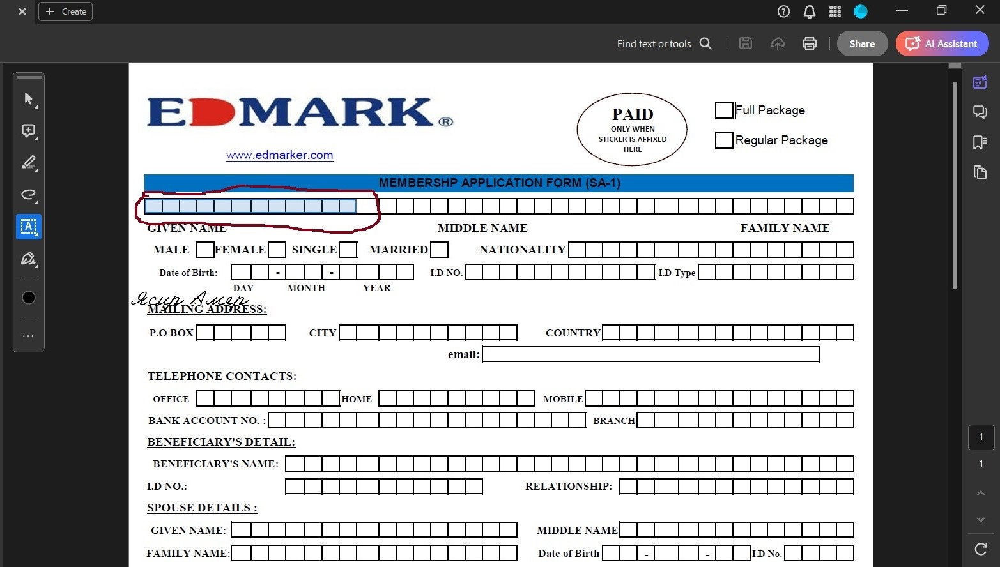 Create
Find text or tools
Share
AI Assistant
EDMARK®
www.edmarker.com
PAID
ONLY WHEN
STICKER IS AFFIXED
HERE
Full Package
Regular Package
MEMBERSHP APPLICATION FORM (SA-1)
GIVEN NAME MIDDLE NAME FAMILY NAME
MALE FEMALE SINGLE MARRIED NATIONALITY
Date of Birth: - - I.D NO. I.D Type
DAY MONTH YEAR
Ясир Амер
MAILING ADDRESS:
P.O BOX CITY COUNTRY
email:
TELEPHONE CONTACTS:
OFFICE HOME MOBILE
BANK ACCOUNT NO. : BRANCH
BENEFICIARY'S DETAIL:
BENEFICIARY'S NAME:
I.D NO.: RELATIONSHIP:
SPOUSE DETAILS :
GIVEN NAME: MIDDLE NAME
FAMILY NAME: Date of Birth - - I.D No.
1
1